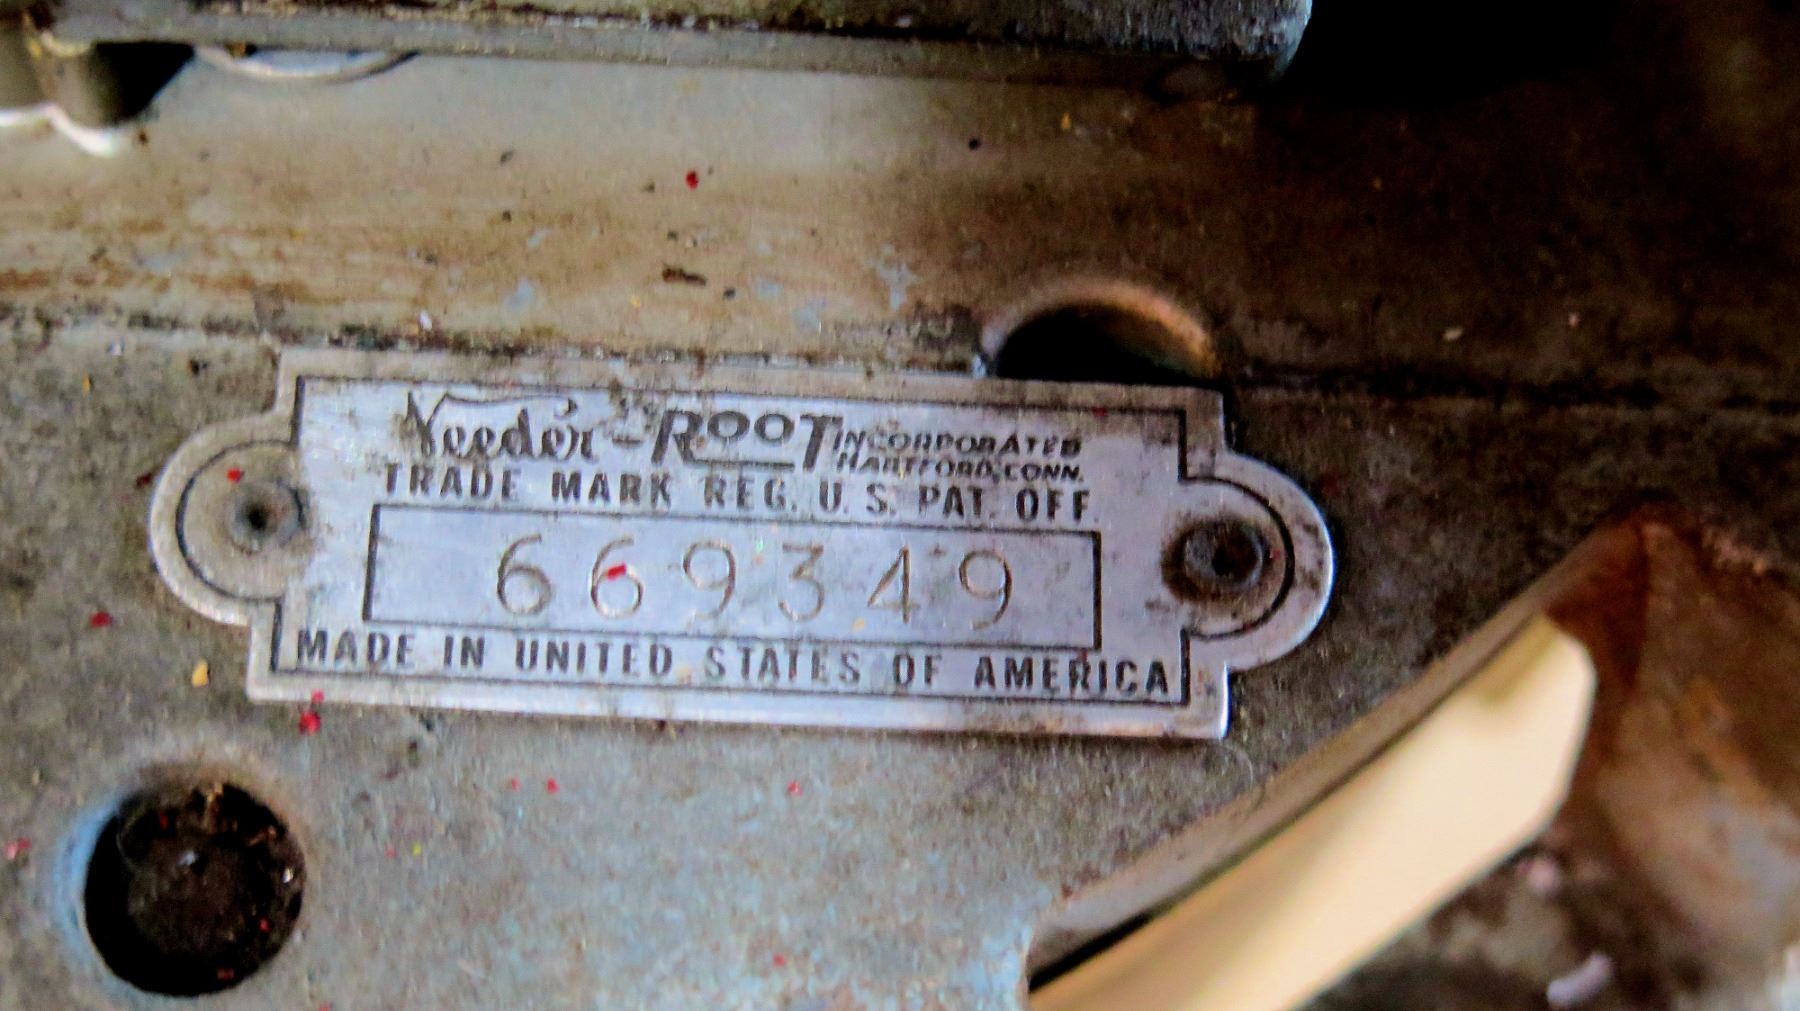 Veeder-ROOT INCORPORATED
HARTFORD, CONN.
TRADE MARK REG. U. S. PAT. OFF.
669349
MADE IN UNITED STATES OF AMERICA